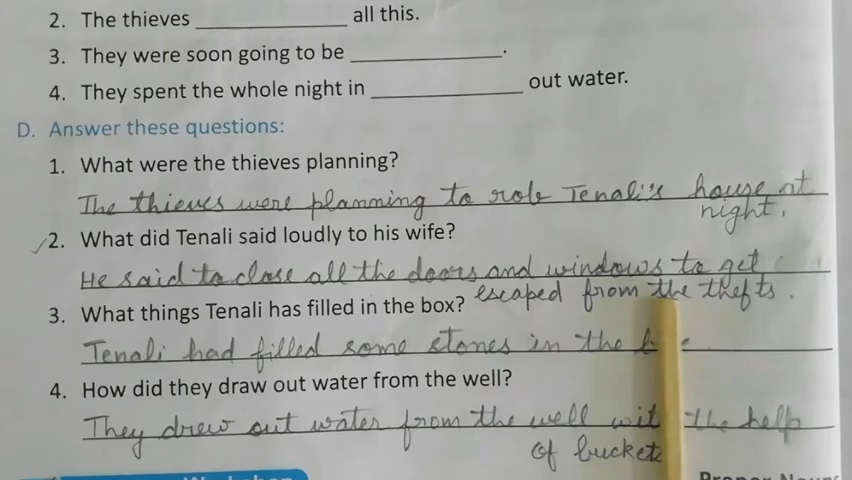 2. The thieves ____________ all this.
3. They were soon going to be ____________.
4. They spent the whole night in ____________ out water.
D. Answer these questions:
1. What were the thieves planning?
The thieves were planning to rob Tenali's house at
night.
2. What did Tenali said loudly to his wife?
He said to close all the doors and windows to get
escaped from the thefts.
3. What things Tenali has filled in the box?
Tenali had filled some stones in the
4. How did they draw out water from the well?
They drew out water from the well wit the help
of bucket